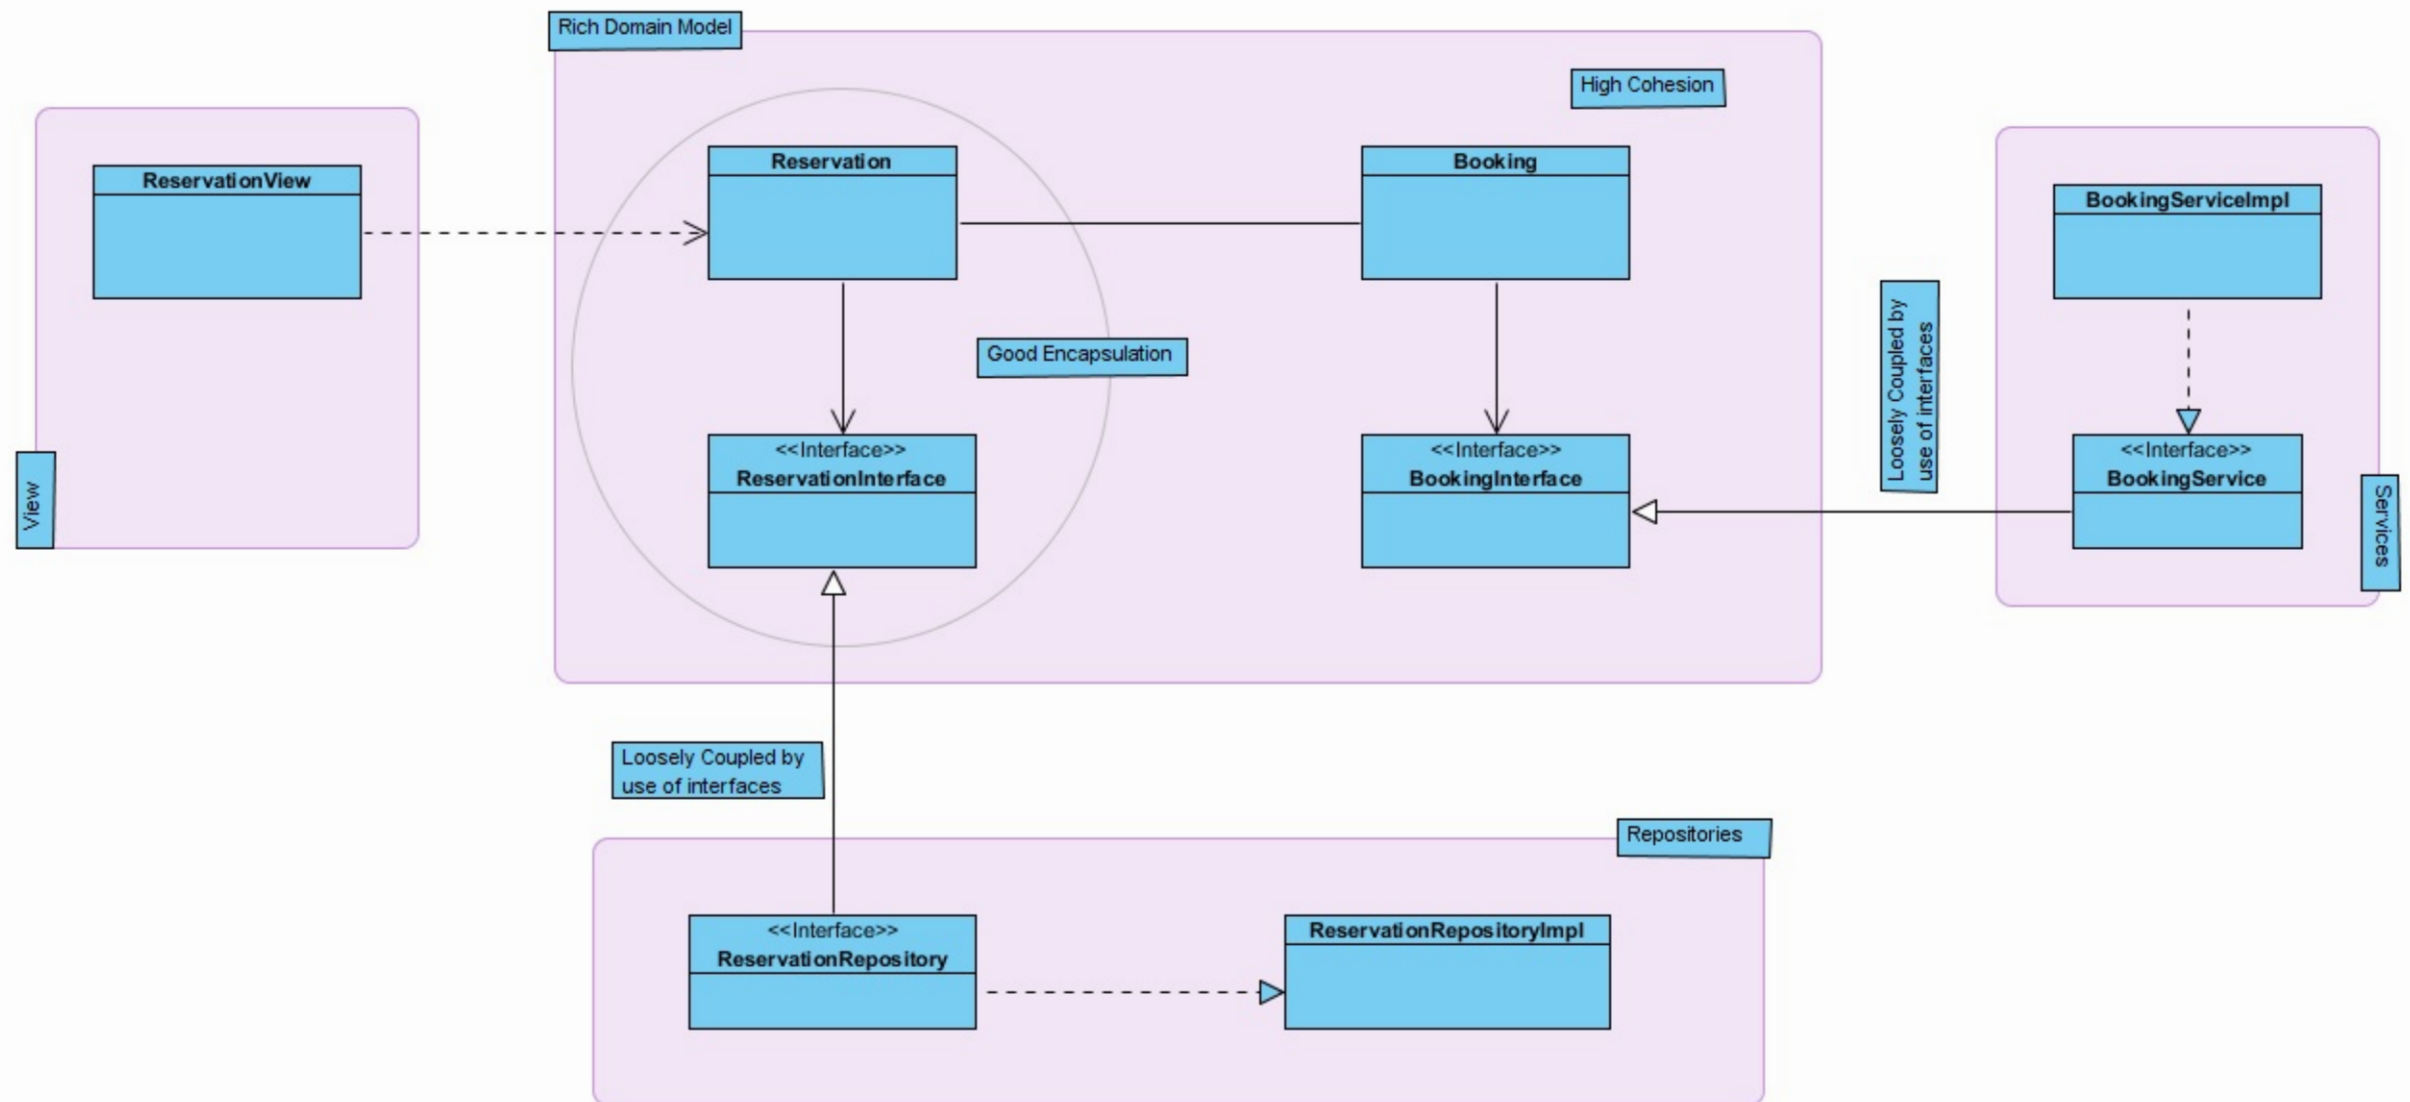 Rich Domain Model
High Cohesion
ReservationView
Reservation
Booking
BookingServiceImpl
Good Encapsulation
Loosely Coupled by
use of interfaces
<<Interface>>
ReservationInterface
<<Interface>>
BookingInterface
<<Interface>>
BookingService
View
Services
Loosely Coupled by
use of interfaces
Repositories
<<Interface>>
ReservationRepository
ReservationRepositoryImpl